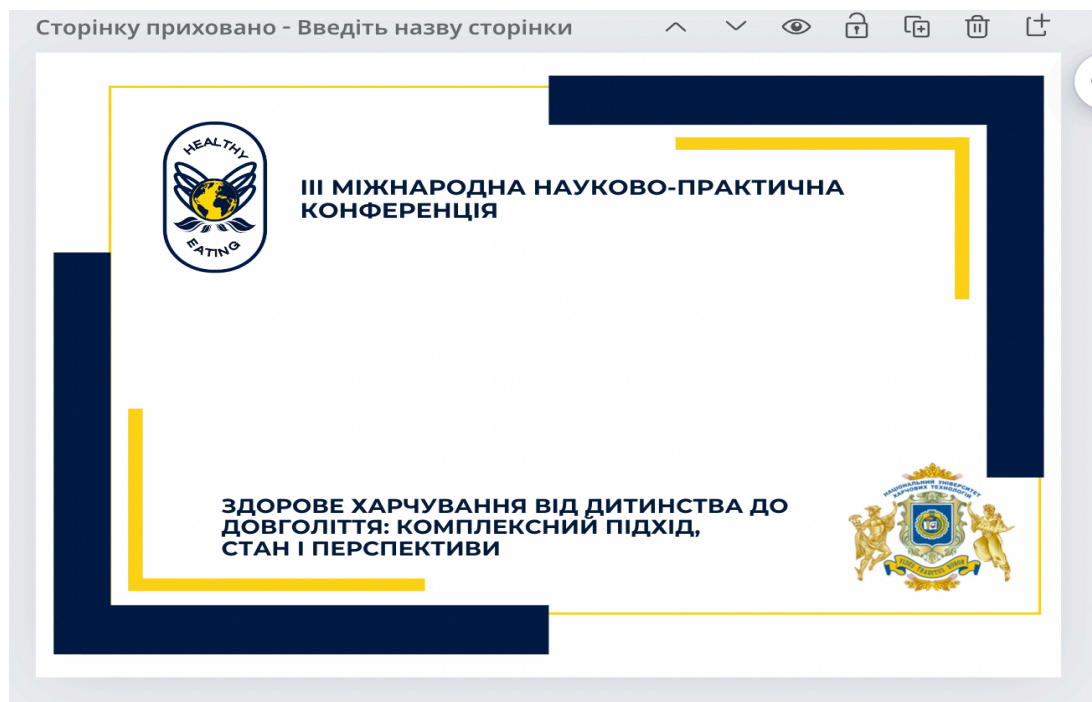 Сторінку приховано - Введіть назву сторінки
HEALTHY
EATING
ІІІ МІЖНАРОДНА НАУКОВО-ПРАКТИЧНА
КОНФЕРЕНЦІЯ
ЗДОРОВЕ ХАРЧУВАННЯ ВІД ДИТИНСТВА ДО
ДОВГОЛІТТЯ: КОМПЛЕКСНИЙ ПІДХІД,
СТАН І ПЕРСПЕКТИВИ
НАЦІОНАЛЬНИЙ УНІВЕРСИТЕТ
ХАРЧОВИХ ТЕХНОЛОГІЙ